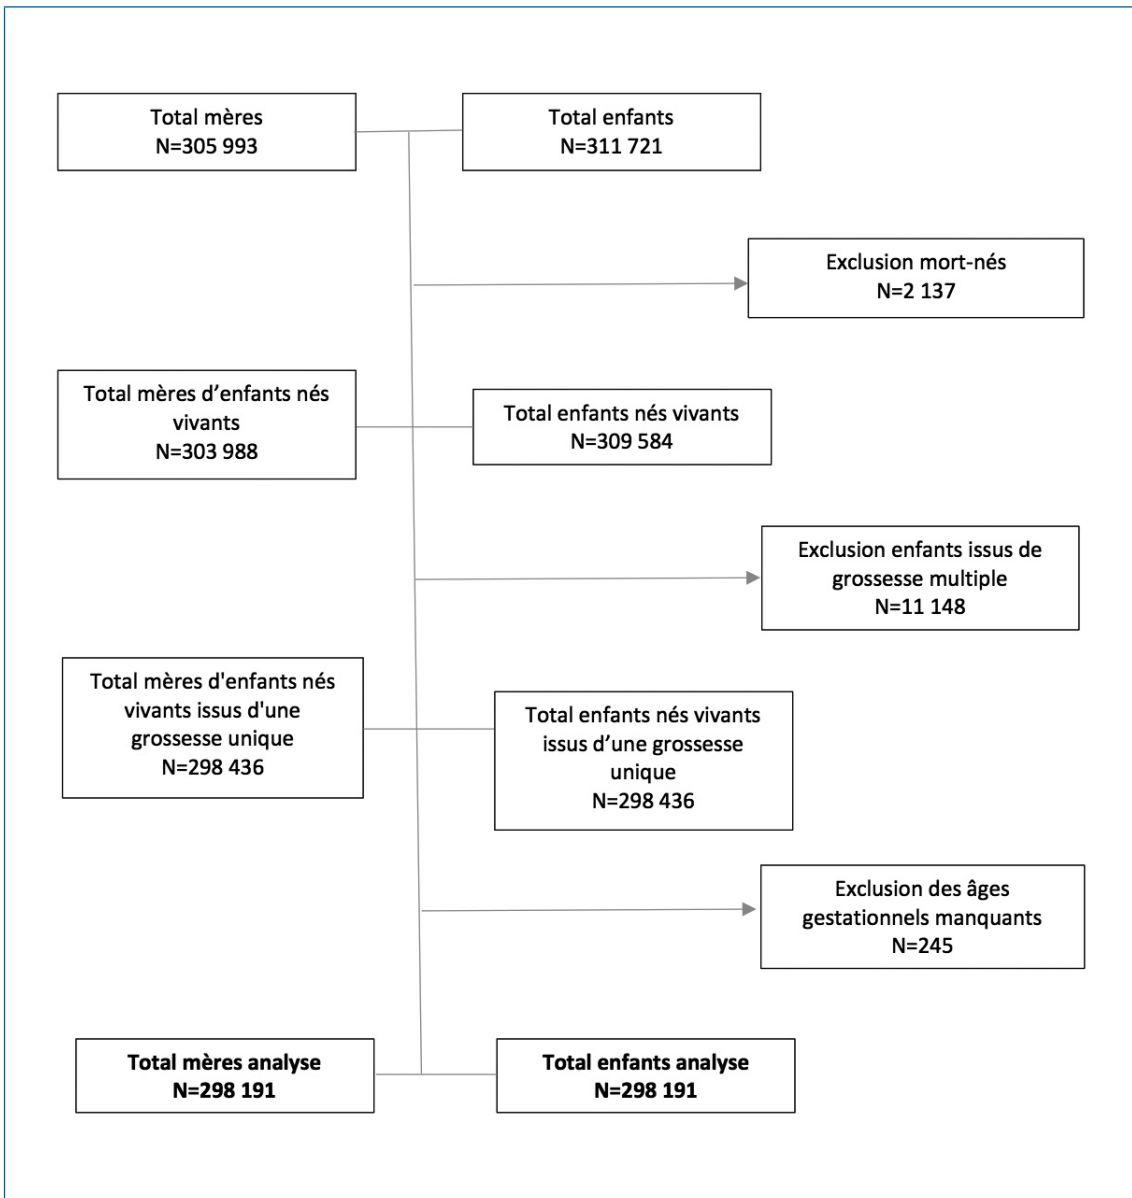 Total mères
N=305 993
Total enfants
N=311 721
Exclusion mort-nés
N=2 137
Total mères d’enfants nés
vivants
N=303 988
Total enfants nés vivants
N=309 584
Exclusion enfants issus de
grossesse multiple
N=11 148
Total mères d'enfants nés
vivants issus d'une
grossesse unique
N=298 436
Total enfants nés vivants
issus d’une grossesse
unique
N=298 436
Exclusion des âges
gestationnels manquants
N=245
Total mères analyse
N=298 191
Total enfants analyse
N=298 191